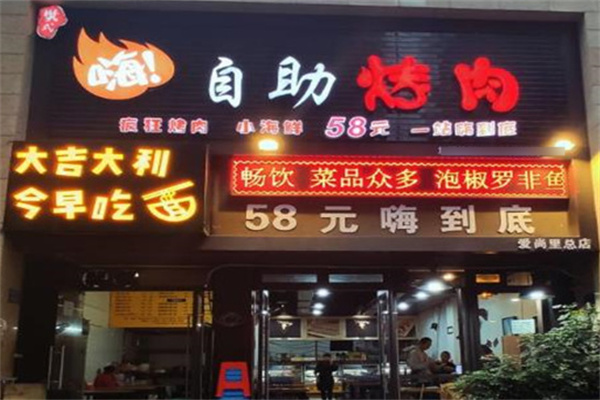 嗨!
自助烤肉
疯狂烤肉 小海鲜 58元 一站嗨到底
大吉大利
今早吃面
畅饮 菜品众多 泡椒罗非鱼
58元嗨到底
爱尚里总店